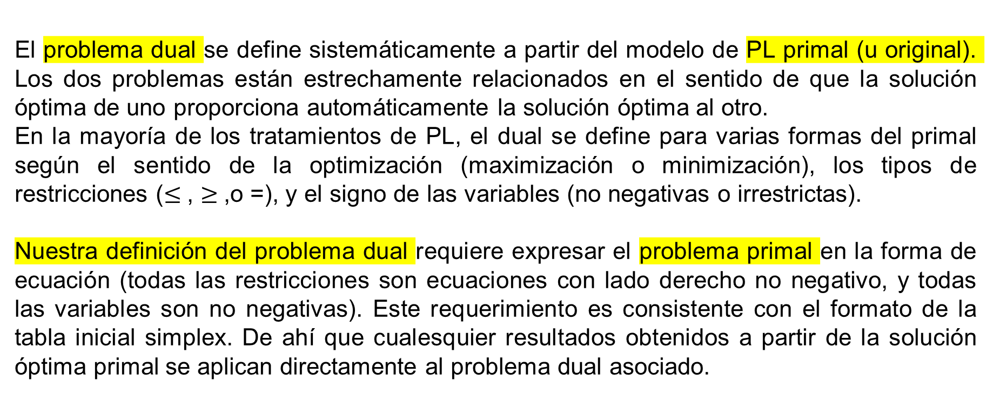 El problema dual se define sistemáticamente a partir del modelo de PL primal (u original).
Los dos problemas están estrechamente relacionados en el sentido de que la solución
óptima de uno proporciona automáticamente la solución óptima al otro.
En la mayoría de los tratamientos de PL, el dual se define para varias formas del primal
según el sentido de la optimización (maximización o minimización), los tipos de
restricciones (≤ , ≥ ,o =), y el signo de las variables (no negativas o irrestrictas).
Nuestra definición del problema dual requiere expresar el problema primal en la forma de
ecuación (todas las restricciones son ecuaciones con lado derecho no negativo, y todas
las variables son no negativas). Este requerimiento es consistente con el formato de la
tabla inicial simplex. De ahí que cualesquier resultados obtenidos a partir de la solución
óptima primal se aplican directamente al problema dual asociado.